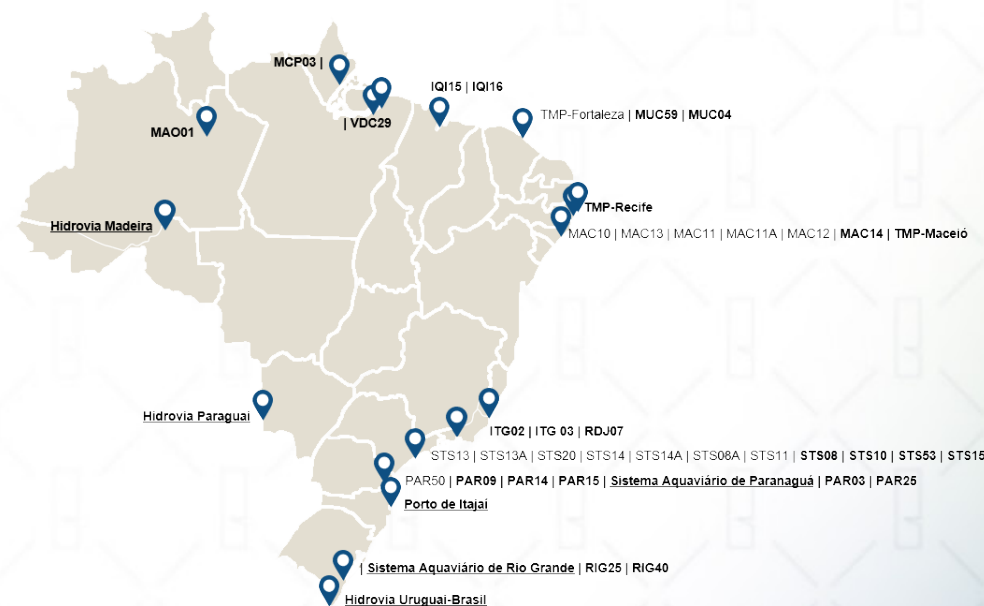 MCP03 |
IQI15 | IQI16
| VDC29
TMP-Fortaleza | MUC59 | MUC04
MAO01
TMP-Recife
Hidrovia Madeira
MAC10 | MAC13 | MAC11 | MAC11A | MAC12 | MAC14 | TMP-Maceió
Hidrovia Paraguai
ITG02 | ITG 03 | RDJ07
STS13 | STS13A | STS20 | STS14 | STS14A | STS08A | STS11 | STS08 | STS10 | STS53 | STS15
PAR50 | PAR09 | PAR14 | PAR15 | Sistema Aquaviário de Paranaguá | PAR03 | PAR25
Porto de Itajaí
| Sistema Aquaviário de Rio Grande | RIG25 | RIG40
Hidrovia Uruguai-Brasil